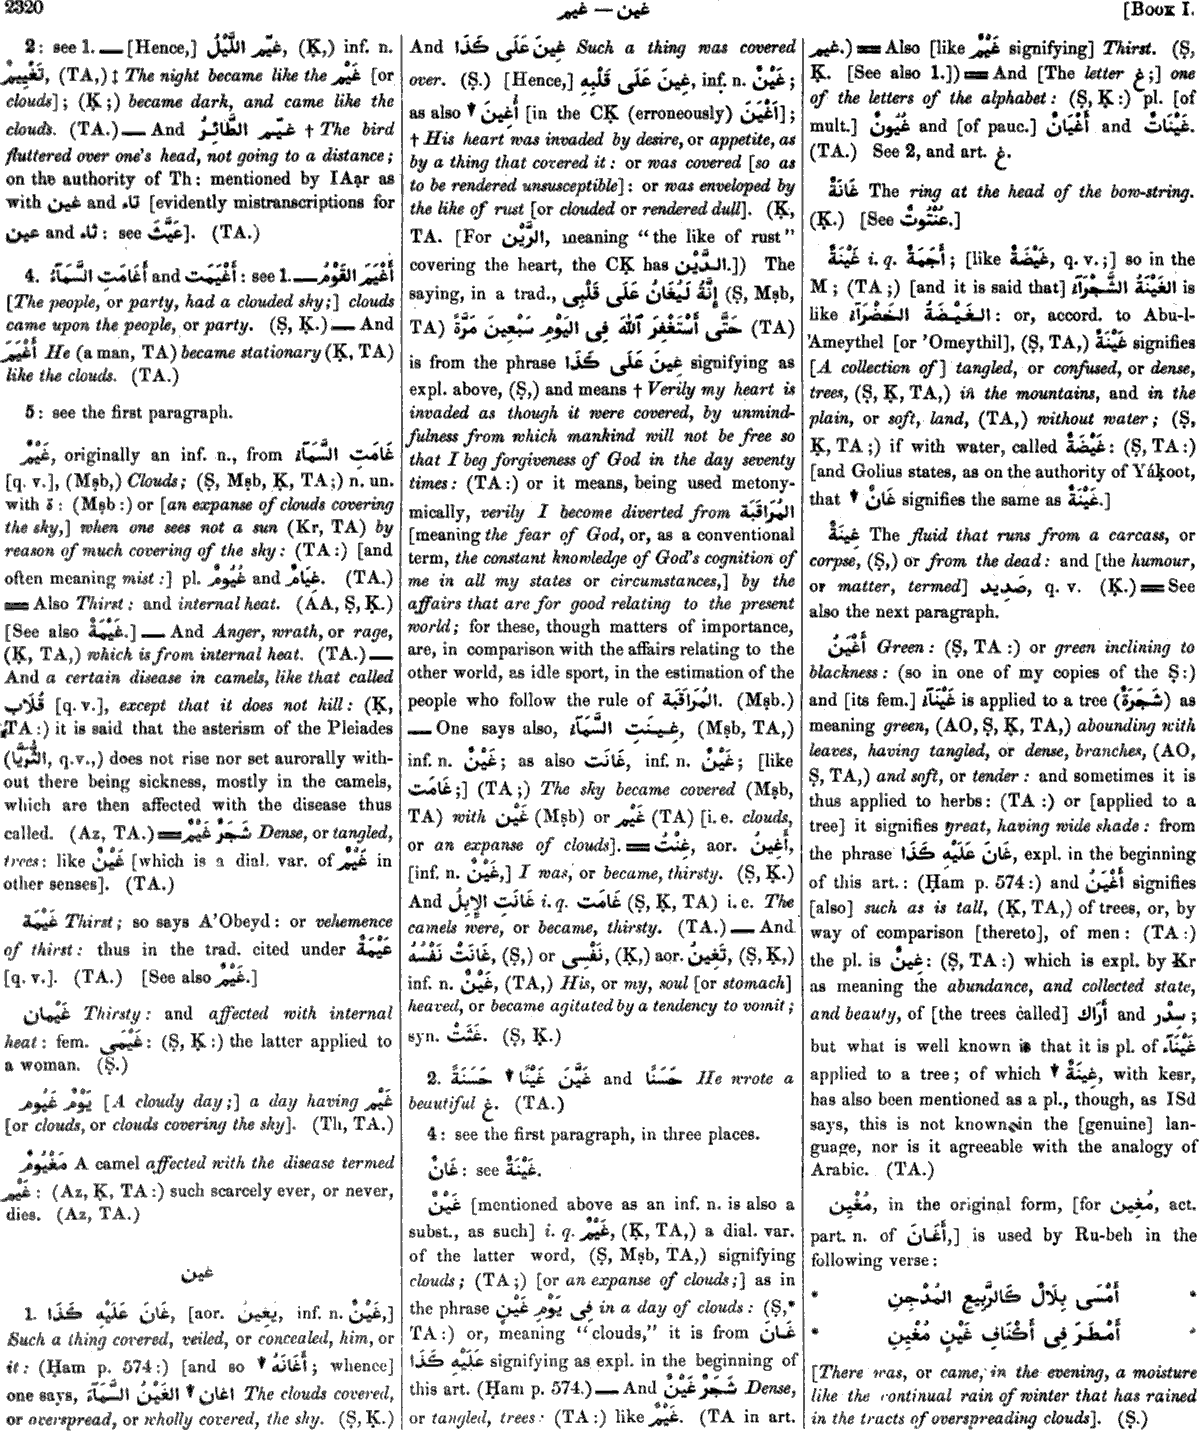 2320
غين — غيم
[Book I.
2: see 1. — [Hence,] غيّم اللَّيْلُ, (Ḳ,) inf. n.
تَغْيِيمٌ, (TA,) ‡ The night became like the غَيْم [or
clouds]; (Ḳ;) became dark, and came like the
clouds. (TA.) — And غيّم الطَّائِرُ † The bird
fluttered over one's head, not going to a distance;
on the authority of Th: mentioned by IAạr as
with غين and تاء [evidently mistranscriptions for
عين and ثاء: see عَيَّثَ]. (TA.)
4. أَغَامَتِ السَّمَآءُ and أَغْيَمَت: see 1. — أَغْيَمَ القَوْمُ
[The people, or party, had a clouded sky;] clouds
came upon the people, or party. (Ṣ, Ḳ.) — And
أَغْيَمَ He (a man, TA) became stationary (Ḳ, TA)
like the clouds. (TA.)
5: see the first paragraph.
غَيْمٌ, originally an inf. n., from غَامَتِ السَّمَآءُ
[q. v.], (Mṣb,) Clouds; (Ṣ, Mṣb, Ḳ, TA;) n. un.
with ة: (Mṣb:) or [an expanse of clouds covering
the sky,] when one sees not a sun (Kr, TA) by
reason of much covering of the sky: (TA:) [and
often meaning mist:] pl. غُيُومٌ and غِيَامٌ. (TA.)
═ Also Thirst: and internal heat. (AA, Ṣ, Ḳ.)
[See also غَيْمَةٌ.] — And Anger, wrath, or rage,
(Ḳ, TA,) which is from internal heat. (TA.) —
And a certain disease in camels, like that called
قُلَاب [q. v.], except that it does not kill: (Ḳ,
TA:) it is said that the asterism of the Pleiades
(الثُّرَيَّا, q.v.,) does not rise nor set aurorally with-
out there being sickness, mostly in the camels,
which are then affected with the disease thus
called. (Az, TA.) ═ شَجَرٌ غَيْمٌ Dense, or tangled,
trees: like غَيْنٌ [which is a dial. var. of غَيْمٌ in
other senses]. (TA.)
غَيْمَة Thirst; so says A'Obeyd: or vehemence
of thirst: thus in the trad. cited under عَيْمَةٌ
[q. v.]. (TA.) [See also غَيْمٌ.]
غَيْمَان Thirsty: and affected with internal
heat: fem. غَيْمَى: (Ṣ, Ḳ:) the latter applied to
a woman. (Ṣ.)
يَوْمٌ غَيُوم [A cloudy day;] a day having غَيْم
[or clouds, or clouds covering the sky]. (Th, TA.)
مَغْيُومٌ A camel affected with the disease termed
غَيْم: (Az, Ḳ, TA:) such scarcely ever, or never,
dies. (Az, TA.)
غين
1. غَانَ عَلَيْهِ كَذَا, [aor. يَغِينُ, inf. n. غَيْنٌ,]
Such a thing covered, veiled, or concealed, him, or
it: (Ḥam p. 574:) [and so ▾ أَغَانَهُ; whence]
one says, اغان ▾ الغَيْنُ السَّمَآءَ The clouds covered,
or overspread, or wholly covered, the sky. (Ṣ, Ḳ.)
And غِينَ عَلَى كَذَا Such a thing was covered
over. (Ṣ.) [Hence,] غِينَ عَلَى قَلْبِهِ, inf. n. غَيْنٌ;
as also ▾ أُغِينَ [in the CḲ (erroneously) أَغْيَنَ];
† His heart was invaded by desire, or appetite, as
by a thing that covered it: or was covered [so as
to be rendered unsusceptible]: or was enveloped by
the like of rust [or clouded or rendered dull]. (Ḳ,
TA. [For الرَّيْن, meaning "the like of rust"
covering the heart, the CḲ has الدَّيْن.]) The
saying, in a trad., إِنَّهُ لَيُغَانُ عَلَى قَلْبِى (Ṣ, Mṣb,
TA) حَتَّى أَسْتَغْفِرَ ٱللّٰهَ فِى اليَوْمِ سَبْعِينَ مَرَّةً (TA)
is from the phrase غِينَ عَلَى كَذَا signifying as
expl. above, (Ṣ,) and means † Verily my heart is
invaded as though it were covered, by unmind-
fulness from which mankind will not be free so
that I beg forgiveness of God in the day seventy
times: (TA:) or it means, being used metony-
mically, verily I become diverted from المُرَاقَبَة
[meaning the fear of God, or, as a conventional
term, the constant knowledge of God's cognition of
me in all my states or circumstances,] by the
affairs that are for good relating to the present
world; for these, though matters of importance,
are, in comparison with the affairs relating to the
other world, as idle sport, in the estimation of the
people who follow the rule of المُرَاقَبَة. (Mṣb.)
— One says also, غِينَتِ السَّمَآءُ, (Mṣb, TA,)
inf. n. غَيْنٌ; as also غَانَت, inf. n. غَيْنٌ; [like
غَامَت;] (TA;) The sky became covered (Mṣb,
TA) with غَيْن (Mṣb) or غَيْم (TA) [i. e. clouds,
or an expanse of clouds]. ═ غِنْتُ, aor. أَغِينُ,
[inf. n. غَيْنٌ,] I was, or became, thirsty. (Ṣ, Ḳ.)
And غَانَتِ الإِبِلُ i. q. غَامَت (Ṣ, Ḳ, TA) i. e. The
camels were, or became, thirsty. (TA.) — And
غَانَتْ نَفْسُهُ, (Ṣ,) or نَفْسِى, (Ḳ,) aor. تَغِينُ, (Ṣ, Ḳ,)
inf. n. غَيْنٌ, (TA,) His, or my, soul [or stomach]
heaved, or became agitated by a tendency to vomit;
syn. غَثَتْ. (Ṣ, Ḳ.)
2. غَيَّنَ غَيْنًا ▾ حَسَنَةً and حَسَنًا He wrote a
beautiful غ. (TA.)
4: see the first paragraph, in three places.
غَانٌ: see غَيْنَةٌ.
غَيْنٌ [mentioned above as an inf. n. is also a
subst., as such] i. q. غَيْمٌ, (Ḳ, TA,) a dial. var.
of the latter word, (Ṣ, Mṣb, TA,) signifying
clouds; (TA;) [or an expanse of clouds;] as in
the phrase فِى يَوْمِ غَيْنٍ in a day of clouds: (Ṣ,*
TA:) or, meaning "clouds," it is from غَانَ
عَلَيْهِ كَذَا signifying as expl. in the beginning of
this art. (Ḥam p. 574.) — And شَجَرٌ غَيْنٌ Dense,
or tangled, trees: (TA:) like غَيْمٌ. (TA in art.
غيم.) ═ Also [like غَيْمٌ signifying] Thirst. (Ṣ,
Ḳ. [See also 1.]) ═ And [The letter غ;] one
of the letters of the alphabet: (Ṣ, Ḳ:) pl. [of
mult.] غُيُونٌ and [of pauc.] أَغْيَانٌ and غَيْنَاتٌ.
(TA.) See 2, and art. غ.
غَانَةٌ The ring at the head of the bow-string.
(Ḳ.) [See عُنْتُوتٌ.]
غَيْنَةٌ i. q. أَجَمَةٌ; [like غَيْضَةٌ, q. v.;] so in the
M; (TA;) [and it is said that] الغَيْنَةُ الشَّجْرَآءُ is
like الغَيْضَةُ الخَضْرَآءُ: or, accord. to Abu-l-
'Ameythel [or 'Omeythil], (Ṣ, TA,) غَيْنَةٌ signifies
[A collection of] tangled, or confused, or dense,
trees, (Ṣ, Ḳ, TA,) in the mountains, and in the
plain, or soft, land, (TA,) without water; (Ṣ,
Ḳ, TA;) if with water, called غَيْضَةٌ: (Ṣ, TA:)
[and Golius states, as on the authority of Yáḳoot,
that ▾ غَانٌ signifies the same as غَيْنَةٌ.]
غِينَةٌ The fluid that runs from a carcass, or
corpse, (Ṣ,) or from the dead: and [the humour,
or matter, termed] صَدِيد, q. v. (Ḳ.) ═ See
also the next paragraph.
أَغْيَنُ Green: (Ṣ, TA:) or green inclining to
blackness: (so in one of my copies of the Ṣ:)
and [its fem.] غَيْنَآءُ is applied to a tree (شَجَرَةٌ) as
meaning green, (AO, Ṣ, Ḳ, TA,) abounding with
leaves, having tangled, or dense, branches, (AO,
Ṣ, TA,) and soft, or tender: and sometimes it is
thus applied to herbs: (TA:) or [applied to a
tree] it signifies great, having wide shade: from
the phrase غَانَ عَلَيْهِ كَذَا, expl. in the beginning
of this art.: (Ḥam p. 574:) and أَغْيَنُ signifies
[also] such as is tall, (Ḳ, TA,) of trees, or, by
way of comparison [thereto], of men: (TA:)
the pl. is غِينٌ: (Ṣ, TA:) which is expl. by Kr
as meaning the abundance, and collected state,
and beauty, of [the trees called] أَرَاك and سِدْر;
but what is well known is that it is pl. of غَيْنَآءُ
applied to a tree; of which ▾ غِينَةٌ, with kesr,
has also been mentioned as a pl., though, as ISd
says, this is not known in the [genuine] lan-
guage, nor is it agreeable with the analogy of
Arabic. (TA.)
مُغْيِن, in the original form, [for مُغِين, act.
part. n. of أَغَانَ,] is used by Ru-beh in the
following verse:
* أَمْسَى بِلَالٌ كَالرَّبِيعِ المُدْجِنِ *
* أَمْطَرَ فِى أَكْنَافِ غَيْنٍ مُغْيِنِ *
[There was, or came, in the evening, a moisture
like the continual rain of winter that has rained
in the tracts of overspreading clouds]. (Ṣ.)